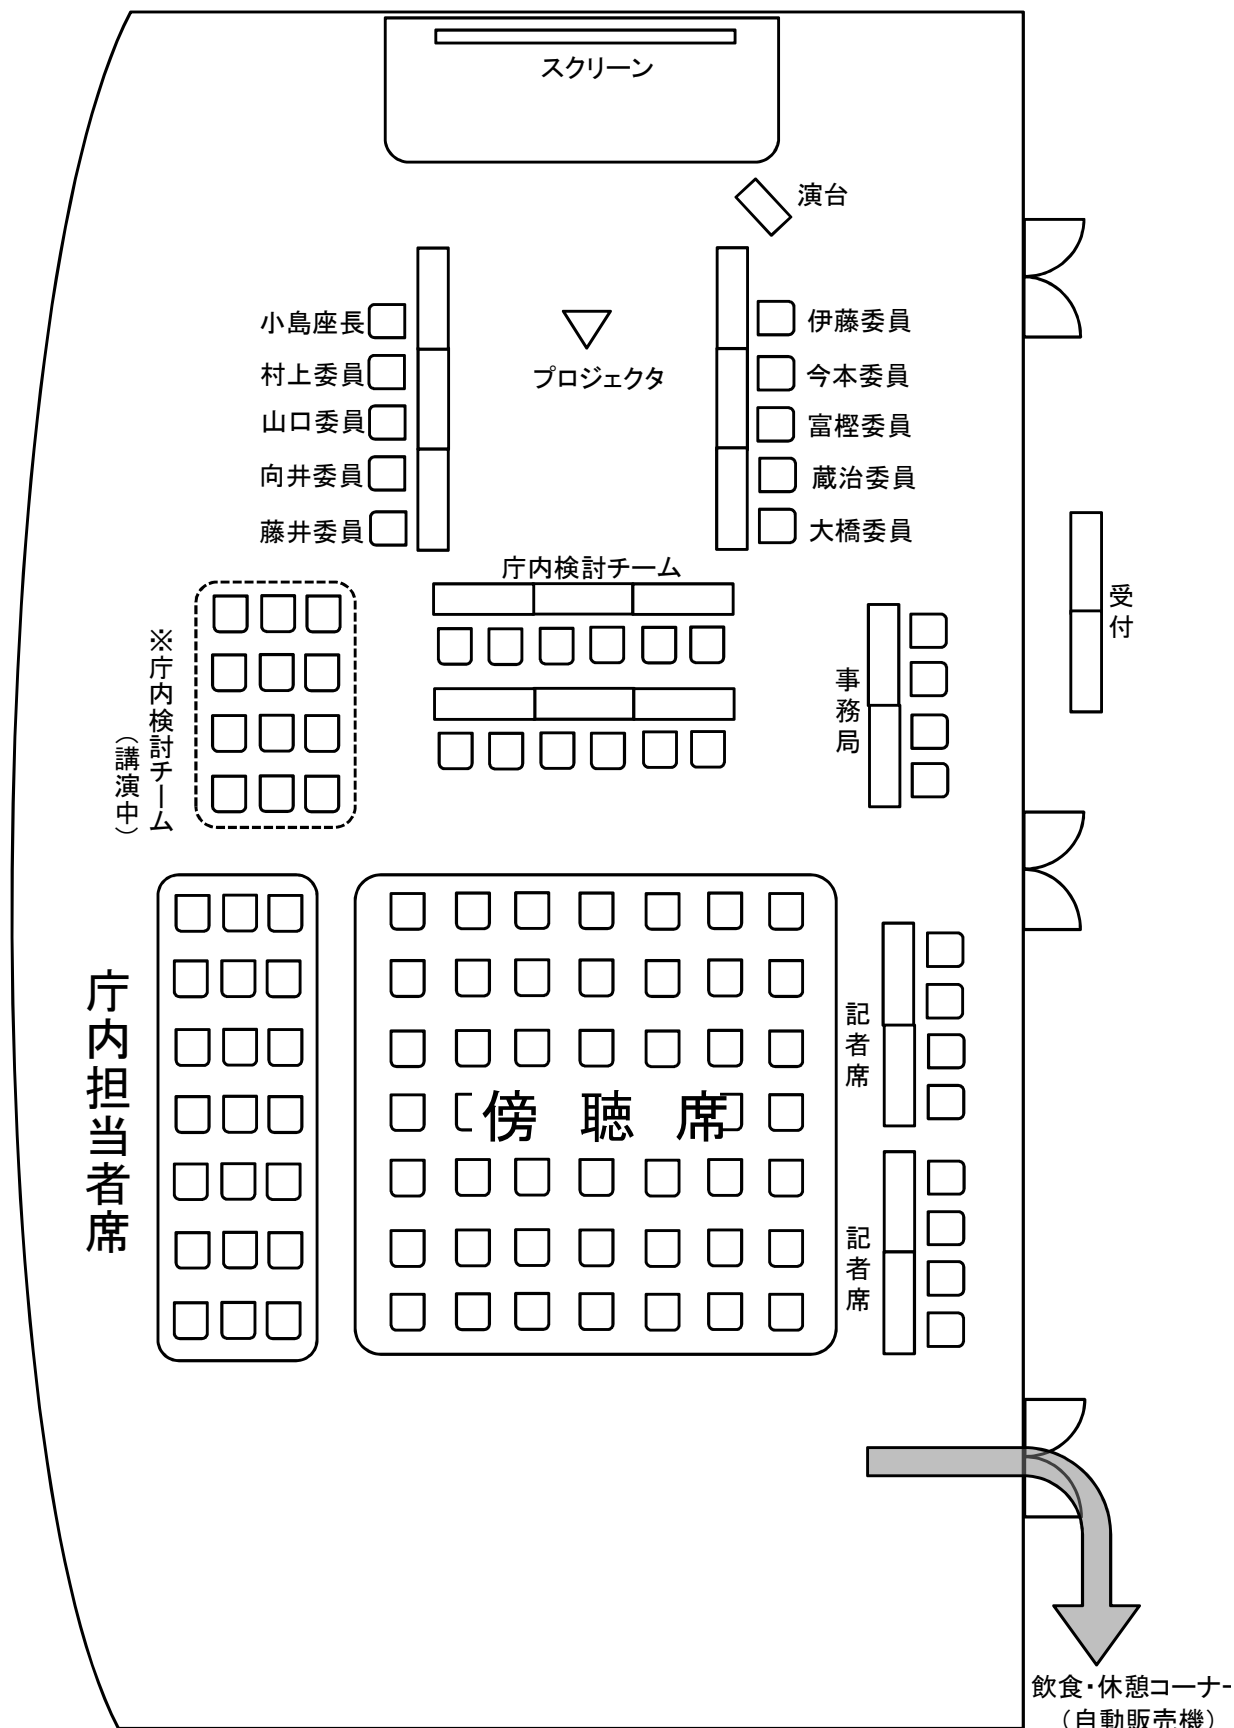 スクリーン
演台
小島座長
伊藤委員
プロジェクタ
村上委員
今本委員
山口委員
富樫委員
向井委員
蔵治委員
藤井委員
大橋委員
庁内検討チーム
受付
※庁内検討チーム
（講演中）
事務局
庁内担当者席
傍聴席
記者席
記者席
飲食・休憩コーナー
（自動販売機）